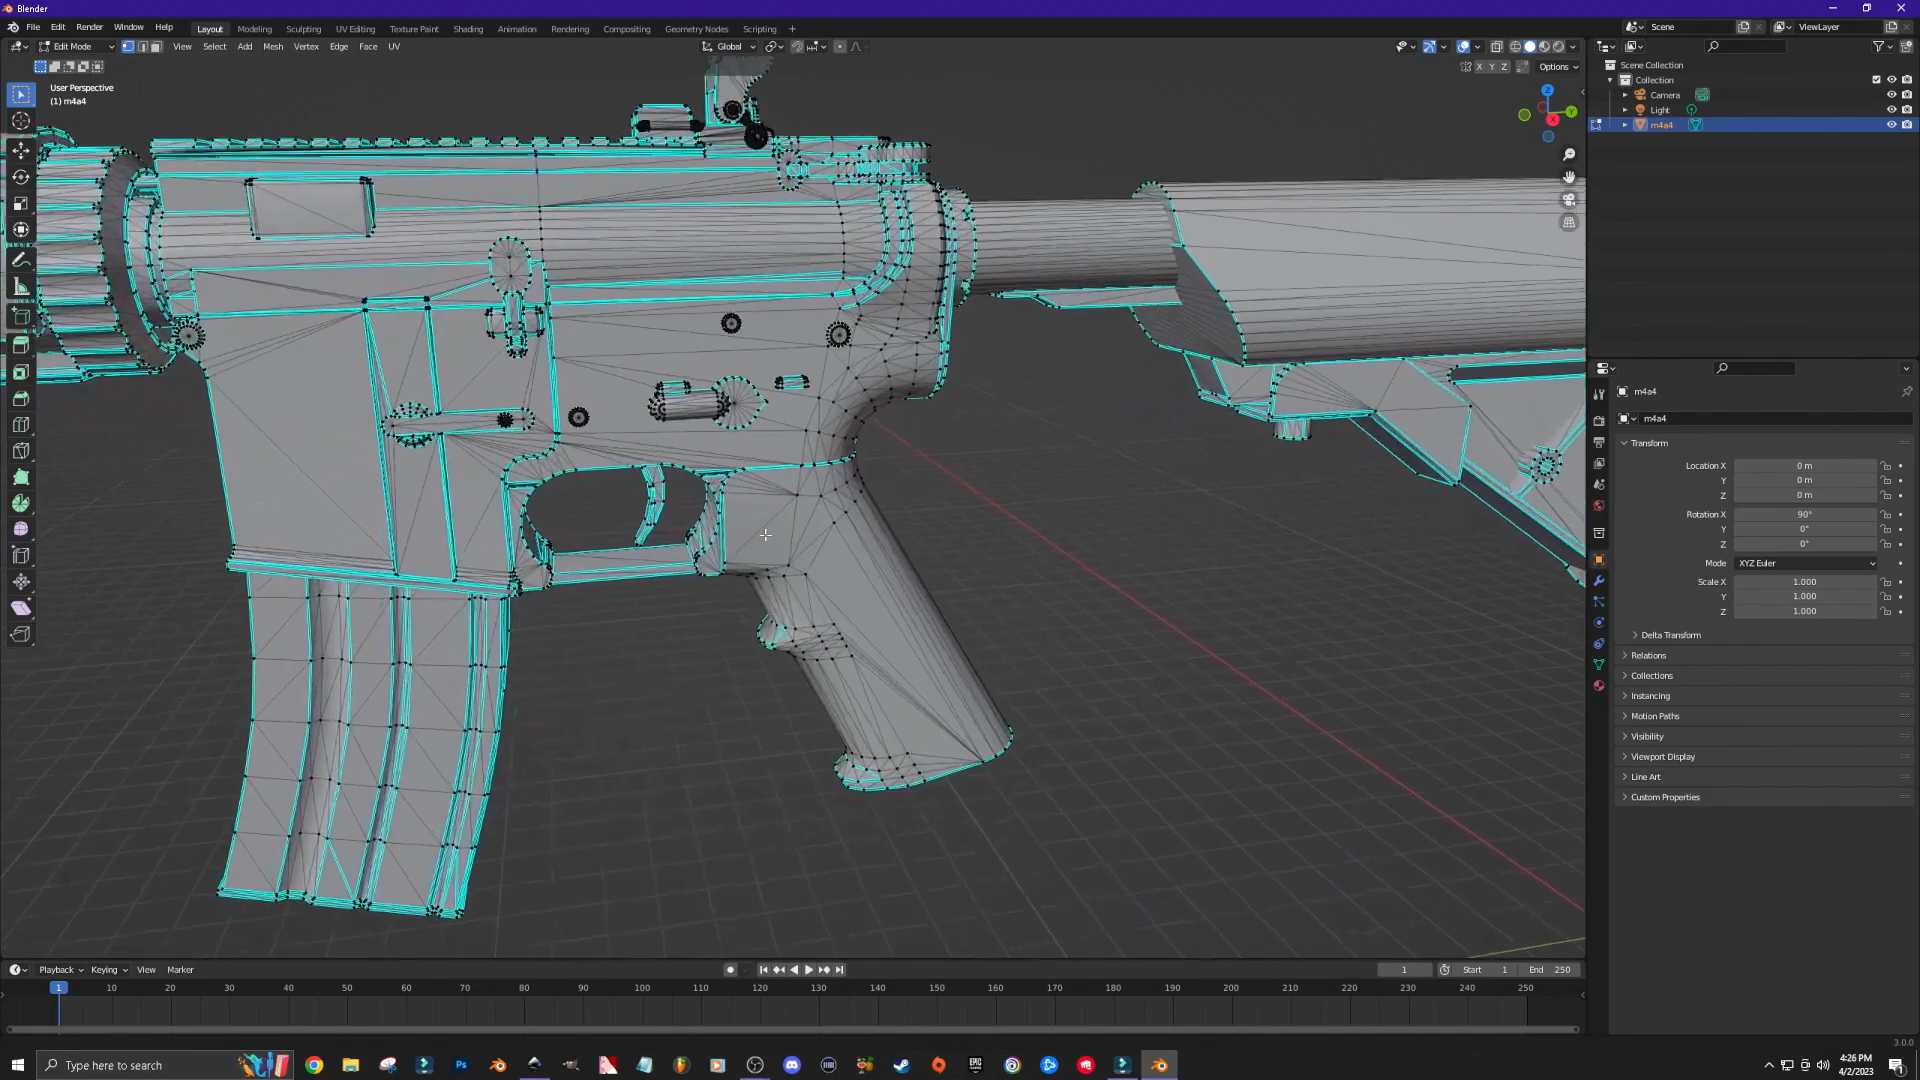 Blender
File Edit Render Window Help Layout Modeling Sculpting UV Editing Texture Paint Shading Animation Rendering Compositing Geometry Nodes Scripting + Scene ViewLayer
Edit Mode View Select Add Mesh Vertex Edge Face UV Global
X Y Z Options
User Perspective
(1) m4a4
Z
Y
X
Scene Collection
Collection
Camera
Light
m4a4
m4a4
m4a4
Transform
Location X 0 m
Y 0 m
Z 0 m
Rotation X 90°
Y 0°
Z 0°
Mode XYZ Euler
Scale X 1.000
Y 1.000
Z 1.000
Delta Transform
Relations
Collections
Instancing
Motion Paths
Visibility
Viewport Display
Line Art
Custom Properties
Playback Keying View Marker 1 Start 1 End 250
1 10 20 30 40 50 60 70 80 90 100 110 120 130 140 150 160 170 180 190 200 210 220 230 240 250
3.0.0
Type here to search
4:26 PM
4/2/2023